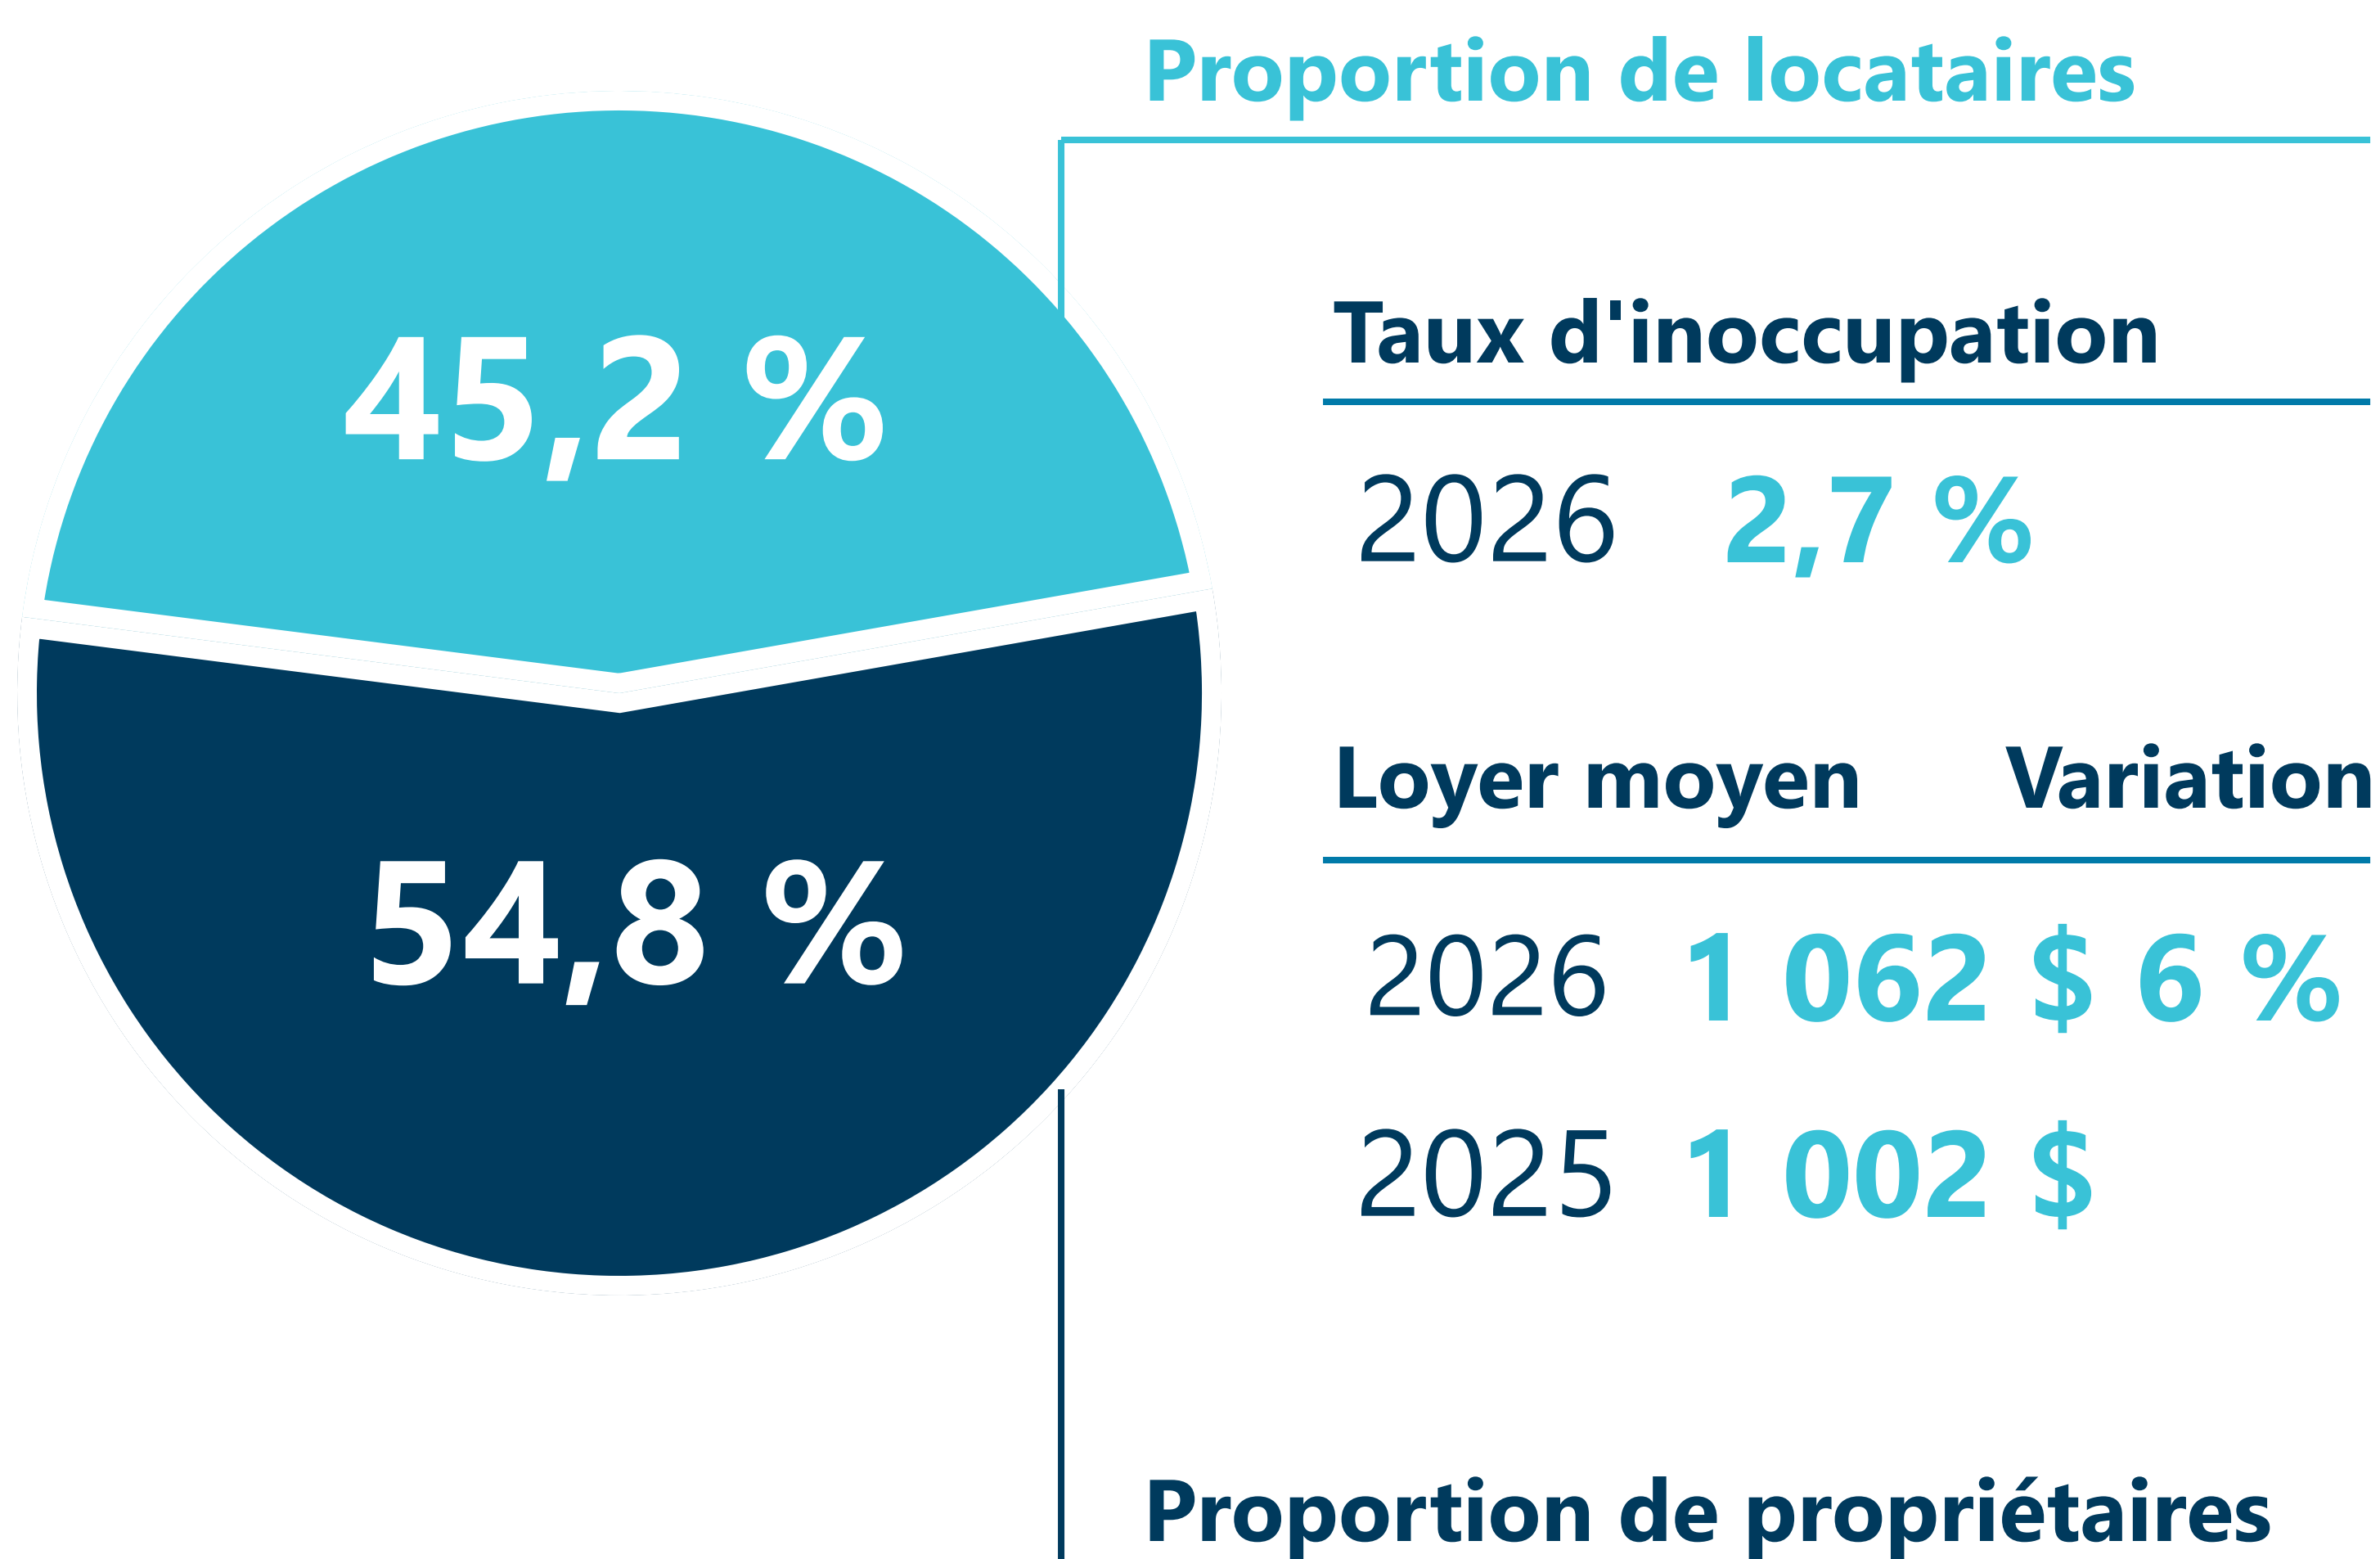 Proportion de locataires
45,2 %
Taux d'inoccupation
2026 2,7 %
Loyer moyen Variation
54,8 %
2026 1 062 $ 6 %
2025 1 002 $
Proportion de propriétaires